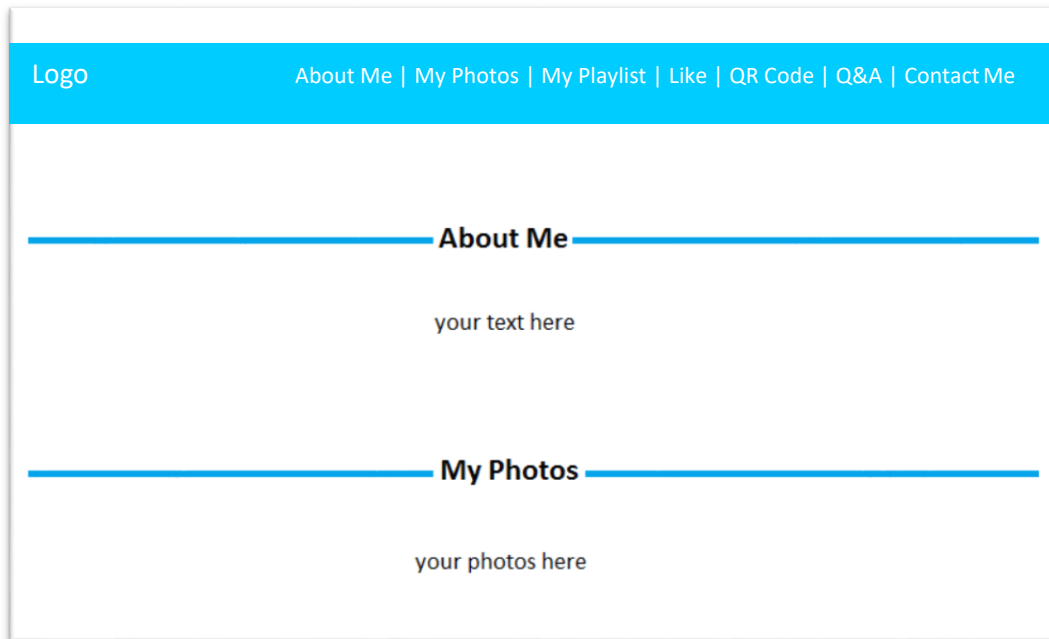 Logo
About Me | My Photos | My Playlist | Like | QR Code | Q&A | Contact Me
About Me
your text here
My Photos
your photos here